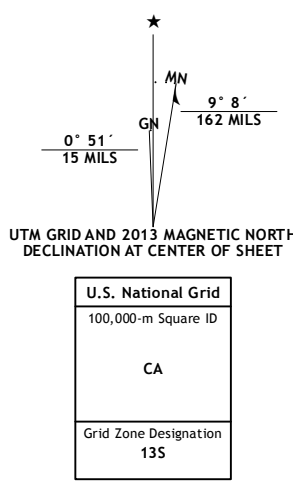 ★
MN
GN
9° 8´
162 MILS
0° 51´
15 MILS
UTM GRID AND 2013 MAGNETIC NORTH
DECLINATION AT CENTER OF SHEET
U.S. National Grid
100,000-m Square ID
CA
Grid Zone Designation
13S